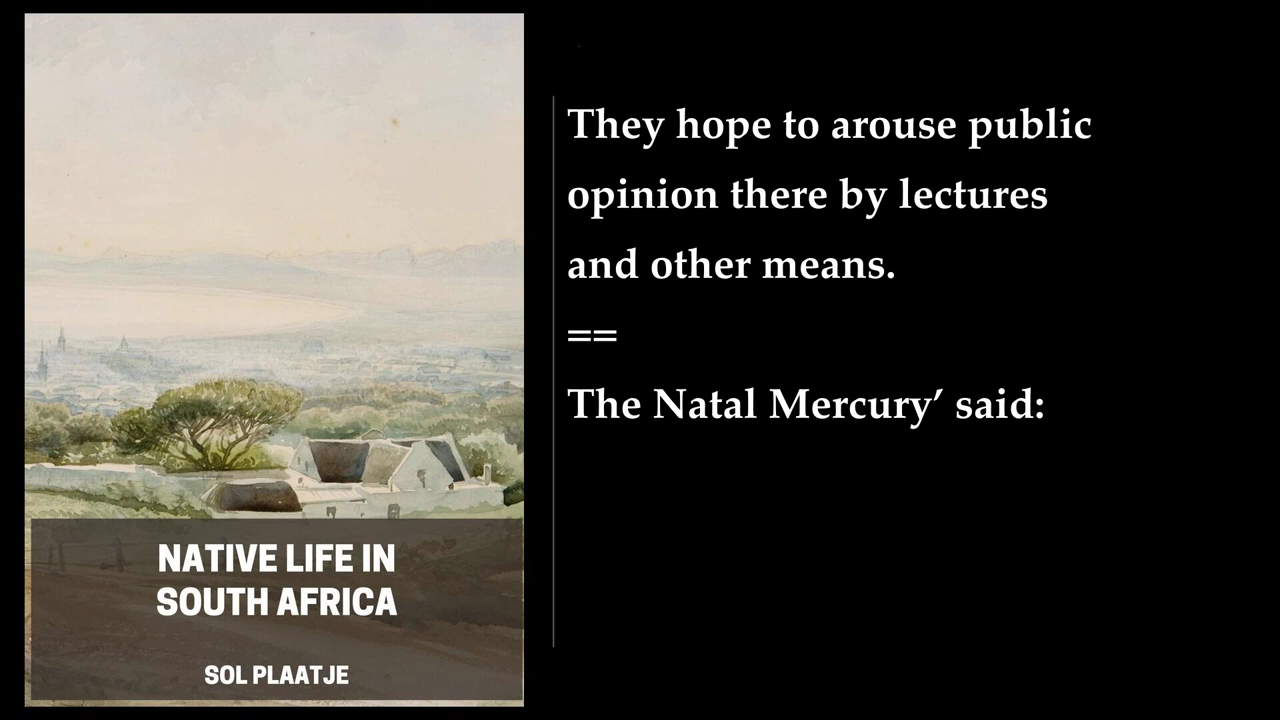 NATIVE LIFE IN
SOUTH AFRICA
SOL PLAATJE
They hope to arouse public
opinion there by lectures
and other means.
==
The Natal Mercury’ said: